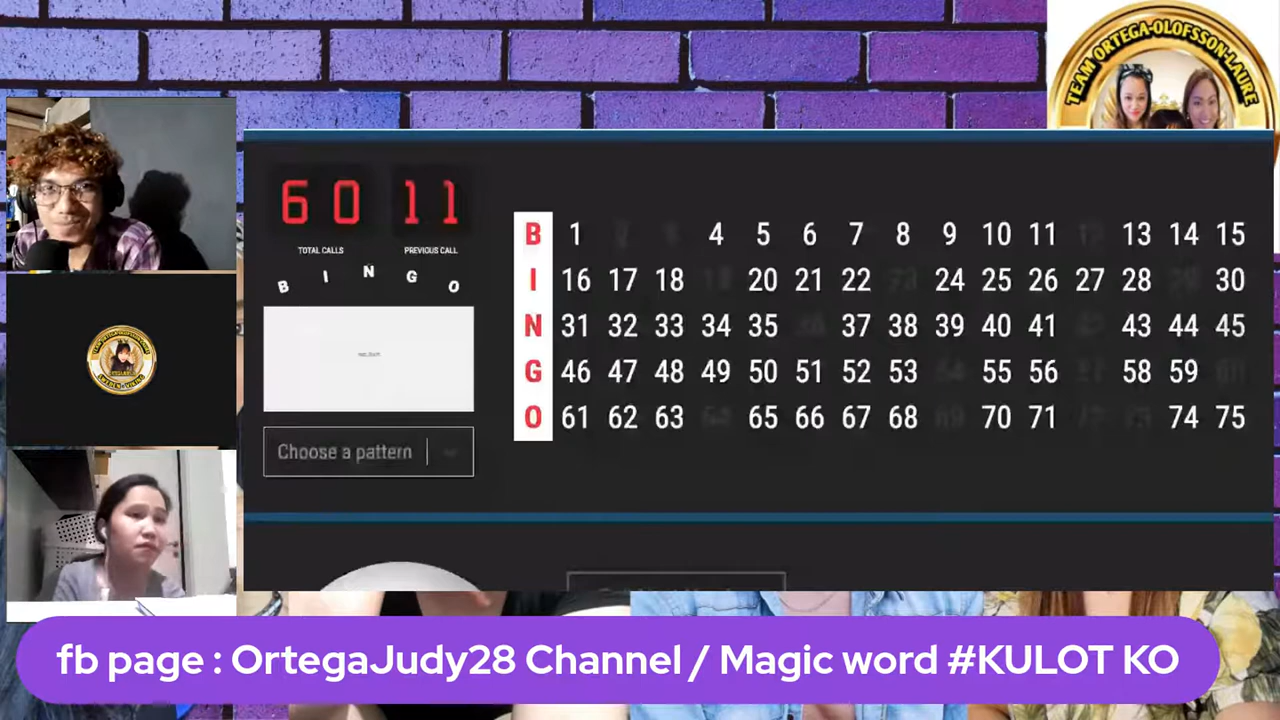 TEAM ORTEGA-OLOFSSON-LAURE
60 11
TOTAL CALLS PREVIOUS CALL
B I N G O
Choose a pattern
B 1 4 5 6 7 8 9 10 11 13 14 15
I 16 17 18 20 21 22 24 25 26 27 28 30
N 31 32 33 34 35 37 38 39 40 41 43 44 45
G 46 47 48 49 50 51 52 53 55 56 58 59
O 61 62 63 65 66 67 68 70 71 74 75
fb page : OrtegaJudy28 Channel / Magic word #KULOT KO